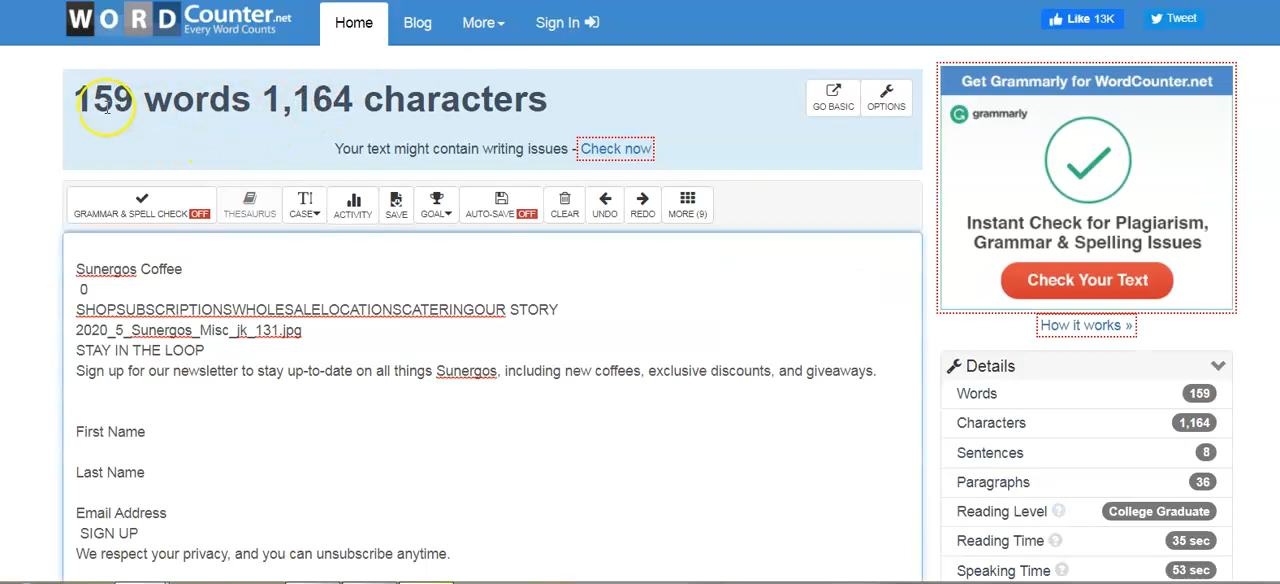 WORD Counter.net
Every Word Counts
Home
Blog
More
Sign In
Like 13K
Tweet
159 words 1,164 characters
GO BASIC
OPTIONS
Your text might contain writing issues - Check now
GRAMMAR & SPELL CHECK OFF
THESAURUS
T! CASE
ACTIVITY
SAVE
GOAL
AUTO-SAVE OFF
CLEAR
UNDO
REDO
MORE (9)
Sunergos Coffee
0
SHOPSUBSCRIPTIONSWHOLESALELOCATIONSCATERINGOUR STORY
2020_5_Sunergos_Misc_jk_131.jpg
STAY IN THE LOOP
Sign up for our newsletter to stay up-to-date on all things Sunergos, including new coffees, exclusive discounts, and giveaways.
First Name
Last Name
Email Address
SIGN UP
We respect your privacy, and you can unsubscribe anytime.
Get Grammarly for WordCounter.net
grammarly
Instant Check for Plagiarism,
Grammar & Spelling Issues
Check Your Text
How it works »
Details
Words 159
Characters 1,164
Sentences 8
Paragraphs 36
Reading Level ? College Graduate
Reading Time ? 35 sec
Speaking Time ? 53 sec